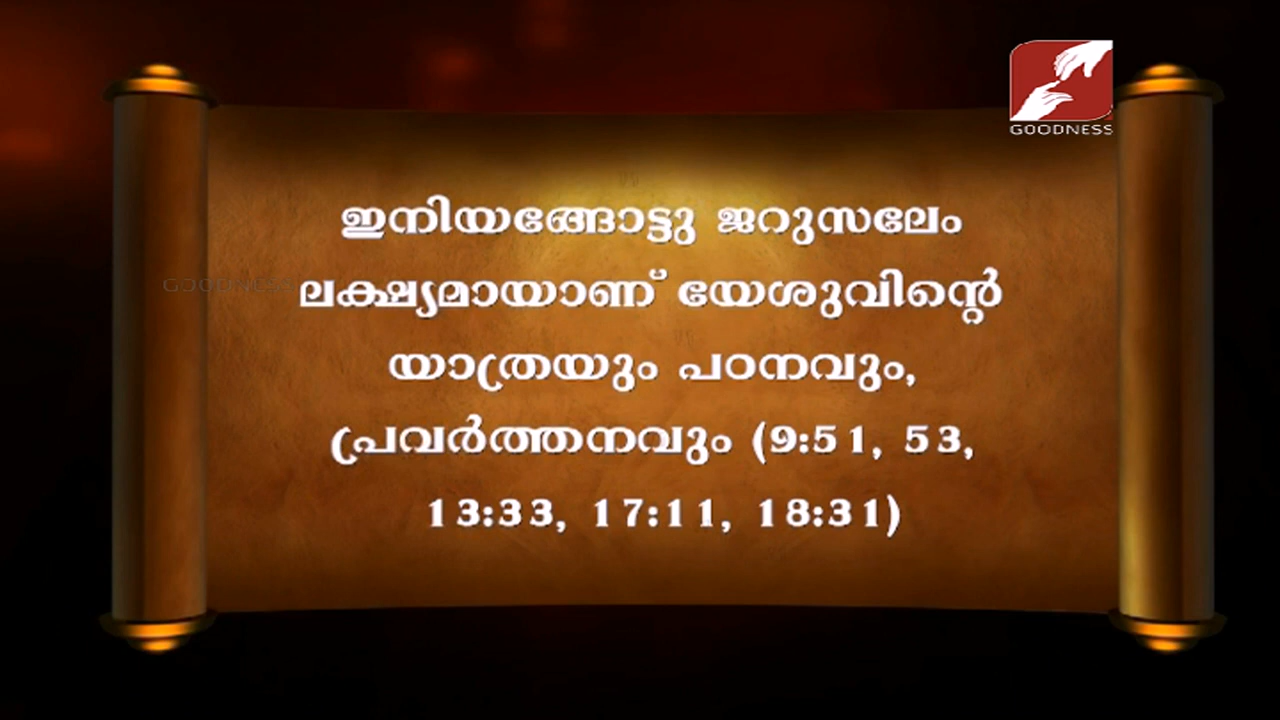 GOODNESS
ഇനിയങ്ങോട്ടു ജറുസലേം
GOODNESS
ലക്ഷ്യമായാണ് യേശുവിന്റെ
യാത്രയും പഠനവും,
പ്രവർത്തനവും (9:51, 53,
13:33, 17:11, 18:31)